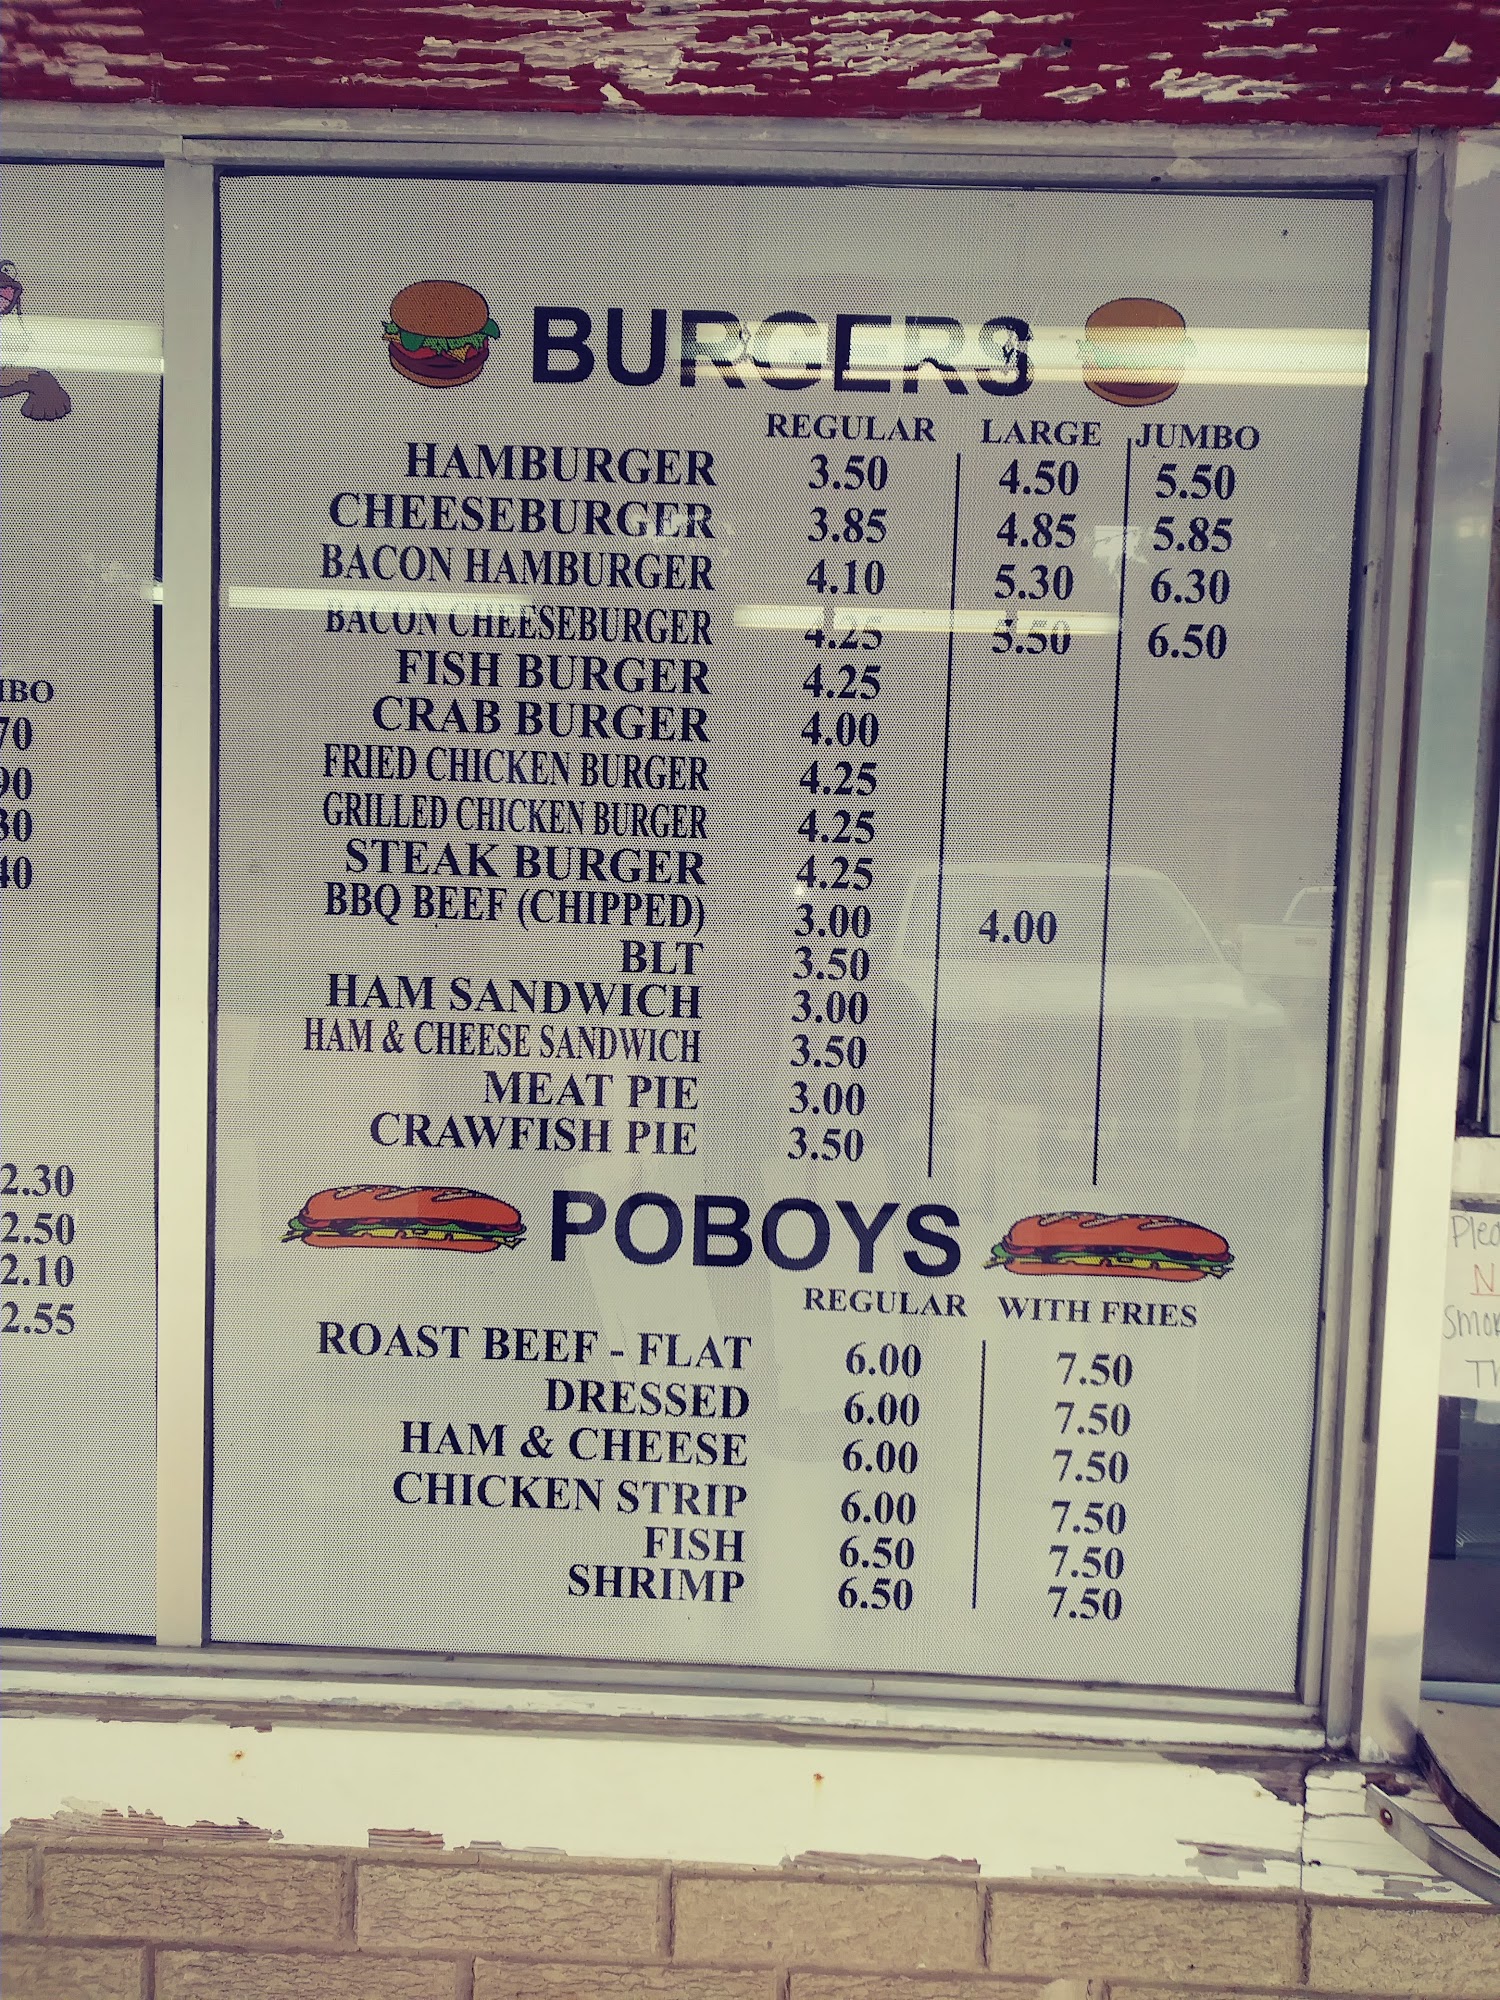 BURGERS
REGULAR LARGE JUMBO
HAMBURGER 3.50 4.50 5.50
CHEESEBURGER 3.85 4.85 5.85
BACON HAMBURGER 4.10 5.30 6.30
BACON CHEESEBURGER 4.25 5.50 6.50
FISH BURGER 4.25
CRAB BURGER 4.00
FRIED CHICKEN BURGER 4.25
GRILLED CHICKEN BURGER 4.25
STEAK BURGER 4.25
BBQ BEEF (CHIPPED) 3.00 4.00
BLT 3.50
HAM SANDWICH 3.00
HAM & CHEESE SANDWICH 3.50
MEAT PIE 3.00
CRAWFISH PIE 3.50
POBOYS
REGULAR WITH FRIES
ROAST BEEF - FLAT 6.00 7.50
DRESSED 6.00 7.50
HAM & CHEESE 6.00 7.50
CHICKEN STRIP 6.00 7.50
FISH 6.50 7.50
SHRIMP 6.50 7.50
2.30
2.50
2.10
2.55